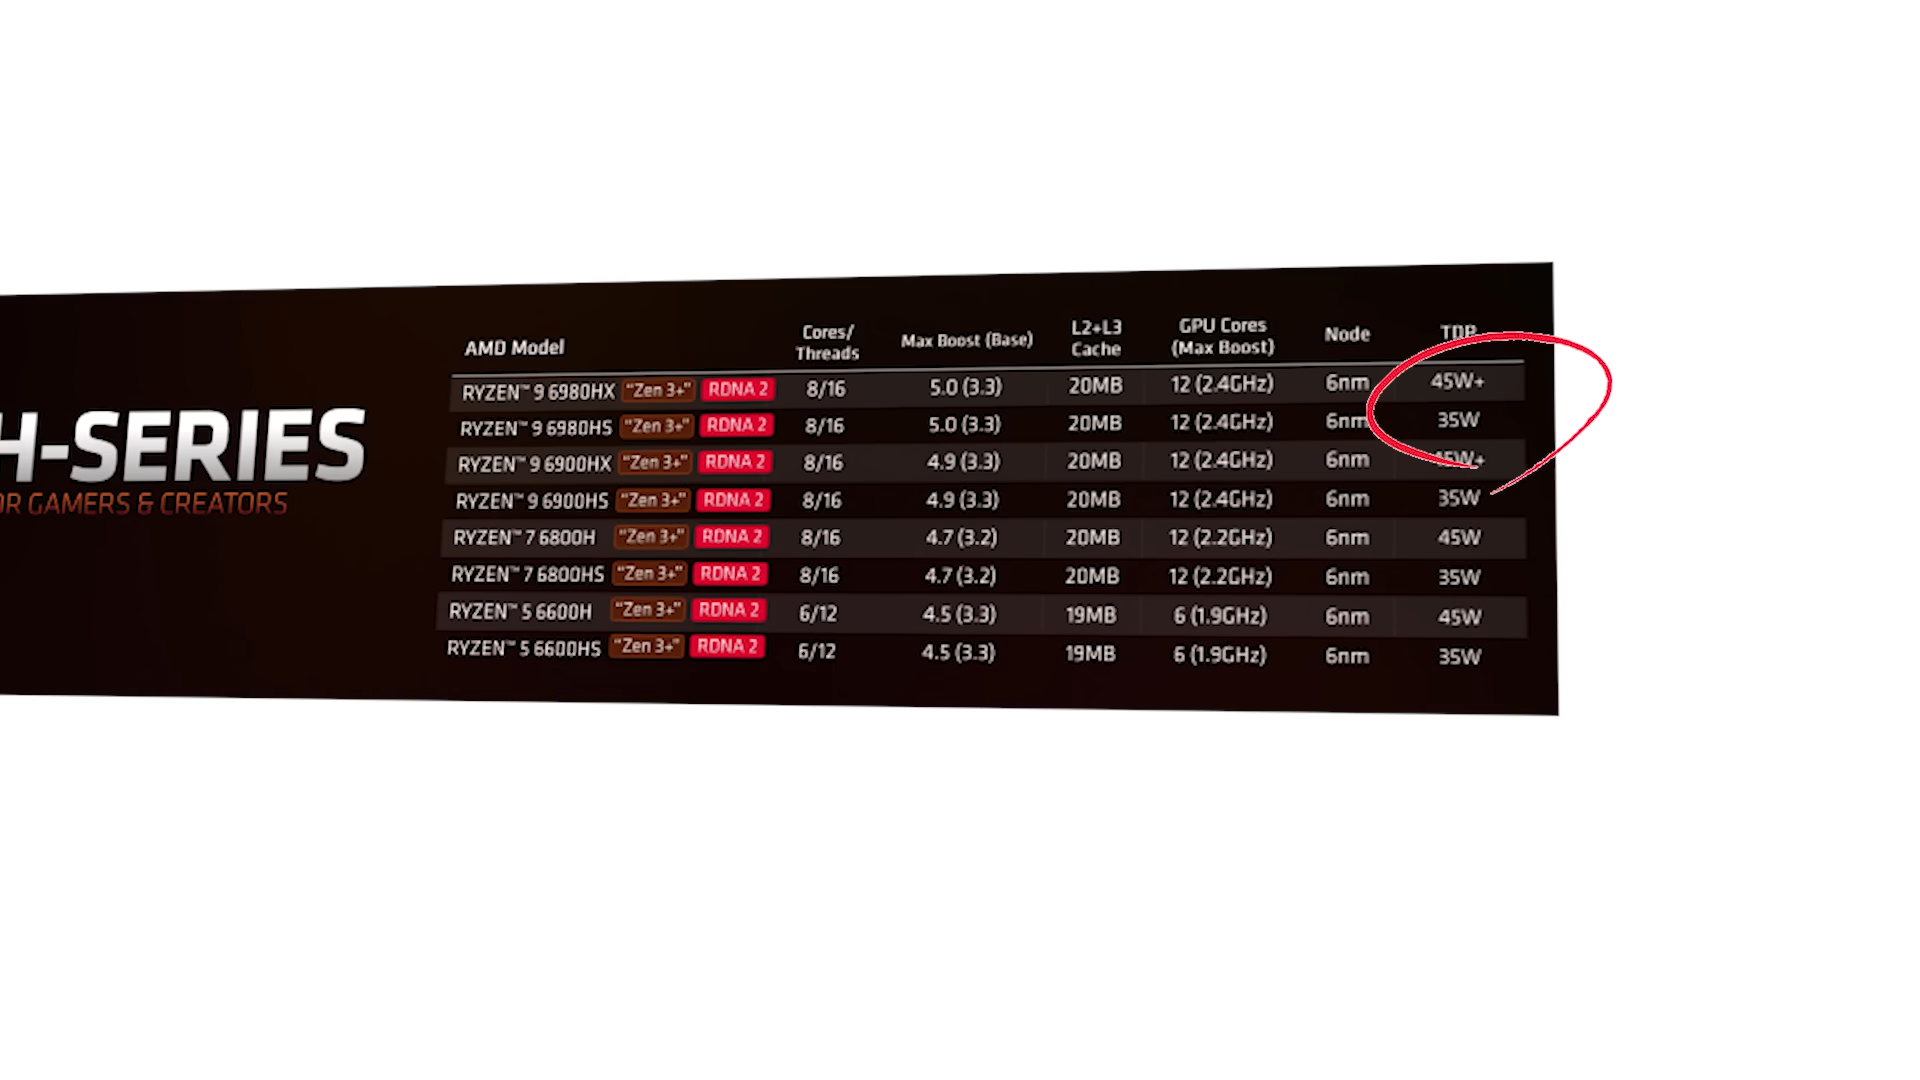 H-SERIES
OR GAMERS & CREATORS
AMD Model Cores/ Threads Max Boost (Base) L2+L3 Cache GPU Cores (Max Boost) Node TDP
RYZEN™ 9 6980HX "Zen 3+" RDNA 2 8/16 5.0 (3.3) 20MB 12 (2.4GHz) 6nm 45W+
RYZEN™ 9 6980HS "Zen 3+" RDNA 2 8/16 5.0 (3.3) 20MB 12 (2.4GHz) 6nm 35W
RYZEN™ 9 6900HX "Zen 3+" RDNA 2 8/16 4.9 (3.3) 20MB 12 (2.4GHz) 6nm 45W+
RYZEN™ 9 6900HS "Zen 3+" RDNA 2 8/16 4.9 (3.3) 20MB 12 (2.4GHz) 6nm 35W
RYZEN™ 7 6800H "Zen 3+" RDNA 2 8/16 4.7 (3.2) 20MB 12 (2.2GHz) 6nm 45W
RYZEN™ 7 6800HS "Zen 3+" RDNA 2 8/16 4.7 (3.2) 20MB 12 (2.2GHz) 6nm 35W
RYZEN™ 5 6600H "Zen 3+" RDNA 2 6/12 4.5 (3.3) 19MB 6 (1.9GHz) 6nm 45W
RYZEN™ 5 6600HS "Zen 3+" RDNA 2 6/12 4.5 (3.3) 19MB 6 (1.9GHz) 6nm 35W